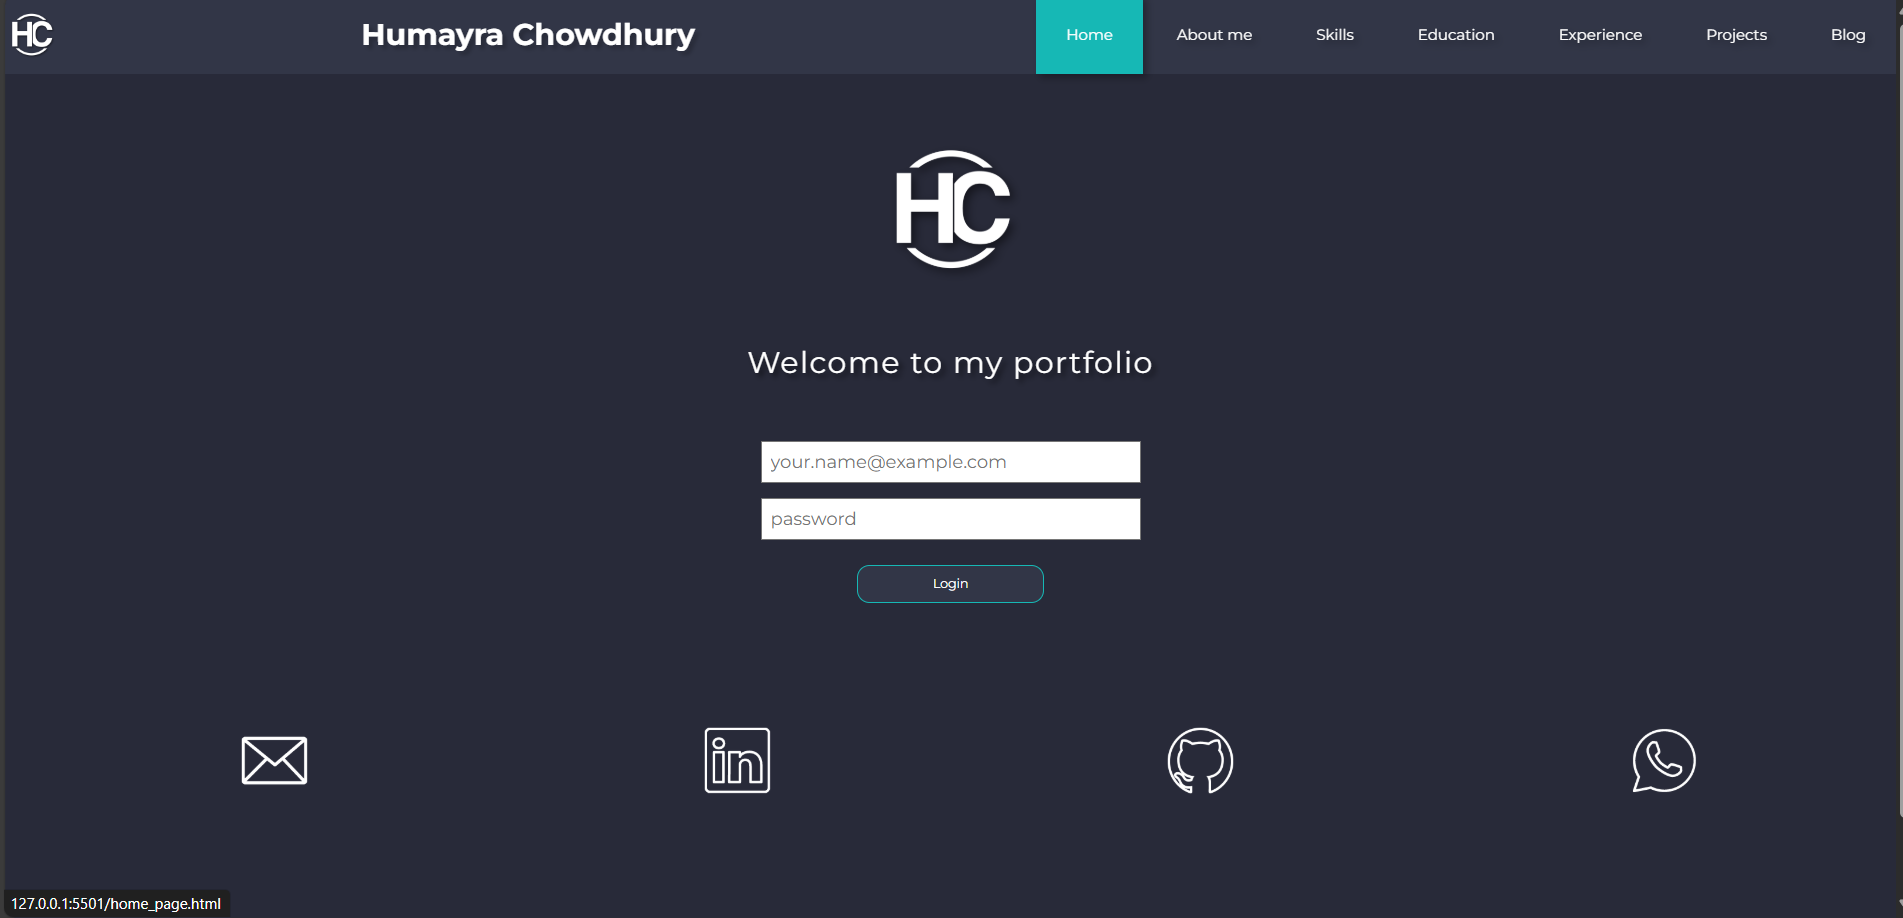 HC
Humayra Chowdhury
Home About me Skills Education Experience Projects Blog
HC
Welcome to my portfolio
your.name@example.com
password
Login
in
127.0.0.1:5501/home_page.html